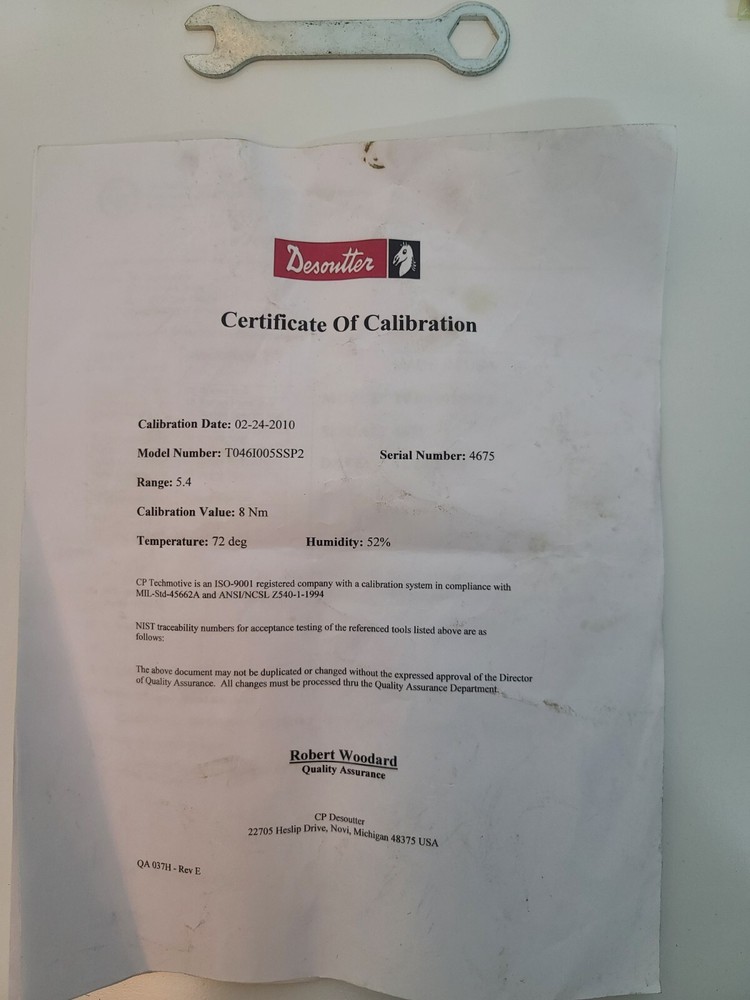 Desoutter
Certificate Of Calibration
Calibration Date: 02-24-2010
Model Number: T046I005SSP2 Serial Number: 4675
Range: 5.4
Calibration Value: 8 Nm
Temperature: 72 deg Humidity: 52%
CP Techmotive is an ISO-9001 registered company with a calibration system in compliance with
MIL-Std-45662A and ANSI/NCSL Z540-1-1994
NIST traceability numbers for acceptance testing of the referenced tools listed above are as
follows:
The above document may not be duplicated or changed without the expressed approval of the Director
of Quality Assurance. All changes must be processed thru the Quality Assurance Department.
Robert Woodard
Quality Assurance
CP Desoutter
22705 Heslip Drive, Novi, Michigan 48375 USA
QA 037H - Rev E